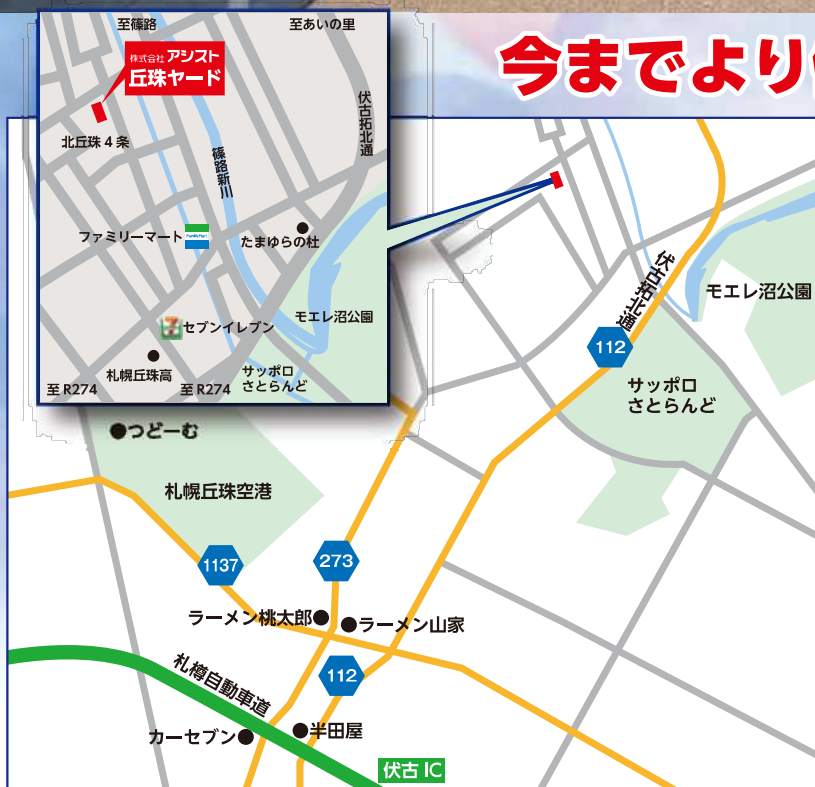 至篠路
至あいの里
株式会社 アシスト
丘珠ヤード
伏古拓北通
北丘珠4条
篠路新川
ファミリーマート
FamilyMart
たまゆらの杜
モエレ沼公園
セブンイレブン
札幌丘珠高
サッポロ
さとらんど
至 R274
至 R274
今までより
伏古拓北通
モエレ沼公園
112
サッポロ
さとらんど
つどーむ
札幌丘珠空港
1137
273
ラーメン桃太郎
ラーメン山家
112
札樽自動車道
カーセブン
半田屋
伏古 IC